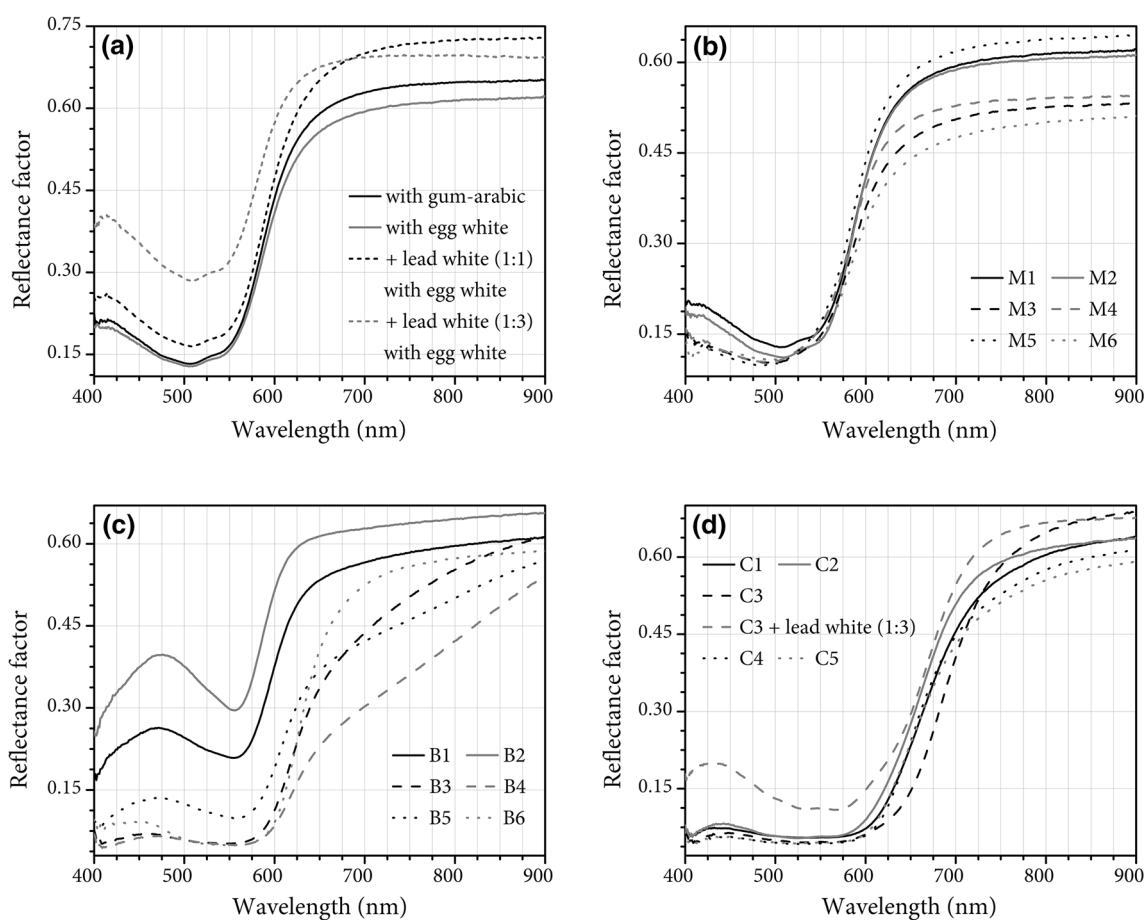 (a)
0.75
0.60
0.45
0.30
0.15
Reflectance factor
with gum-arabic
with egg white
+ lead white (1:1)
with egg white
+ lead white (1:3)
with egg white
400 500 600 700 800 900
Wavelength (nm)
(b)
0.60
0.45
0.30
0.15
Reflectance factor
M1 M2
M3 M4
M5 M6
400 500 600 700 800 900
Wavelength (nm)
(c)
0.60
0.45
0.30
0.15
Reflectance factor
B1 B2
B3 B4
B5 B6
400 500 600 700 800 900
Wavelength (nm)
(d)
0.60
0.45
0.30
0.15
Reflectance factor
C1 C2
C3
C3 + lead white (1:3)
C4 C5
400 500 600 700 800 900
Wavelength (nm)